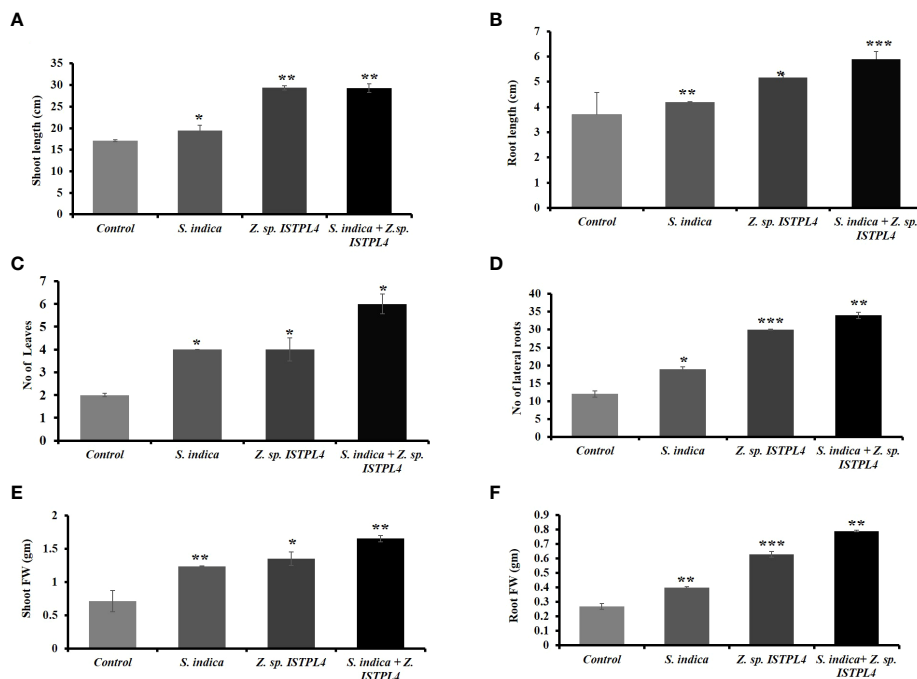 A
35
30
25
20
15
10
5
0
Shoot length (cm)
*
**
**
Control
S. indica
Z. sp. ISTPL4
S. indica + Z.sp.
ISTPL4
B
7
6
5
4
3
2
1
0
Root length (cm)
**
*
***
Control
S. indica
Z. sp. ISTPL4
S. indica + Z. sp.
ISTPL4
C
7
6
5
4
3
2
1
0
No of Leaves
*
*
*
Control
S. indica
Z. sp. ISTPL4
S. indica + Z. sp.
ISTPL4
D
40
35
30
25
20
15
10
5
0
No of lateral roots
*
***
**
Control
S. indica
Z. sp. ISTPL4
S. indica + Z. sp.
ISTPL4
E
2
1.5
1
0.5
0
Shoot FW (gm)
**
*
**
Control
S. indica
Z. sp. ISTPL4
S. indica + Z.
ISTPL4
F
0.9
0.8
0.7
0.6
0.5
0.4
0.3
0.2
0.1
0
Root FW (gm)
**
***
**
Control
S. indica
Z. sp. ISTPL4
S. indica+ Z. sp.
ISTPL4